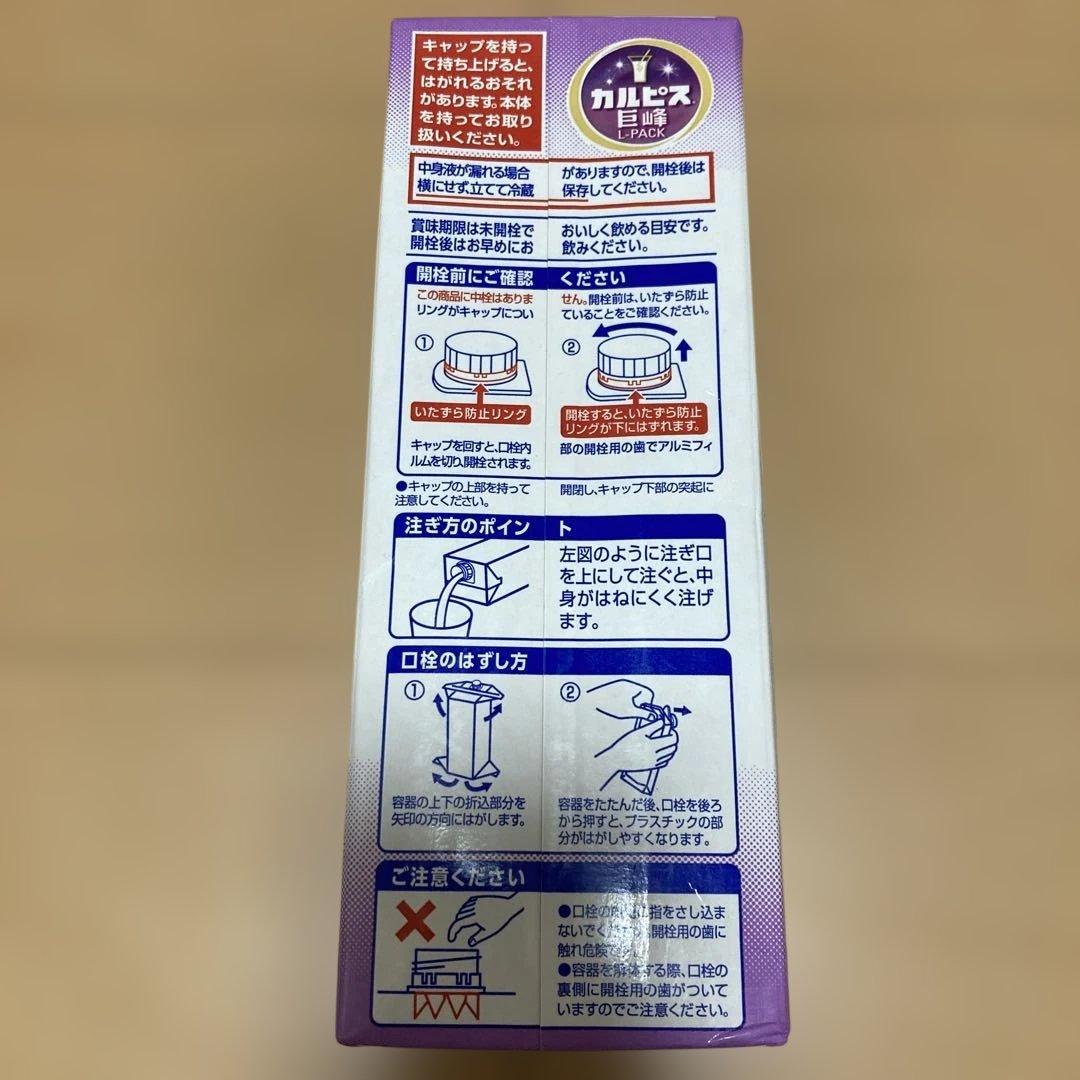 キャップを持っ
て持ち上げると、
はがれるおそれ
があります。本体
を持ってお取り
扱いください。
カルピス
巨峰
L-PACK
中身液が漏れる場合がありますので、開栓後は
横にせず、立てて冷蔵保存してください。
賞味期限は未開栓でおいしく飲める目安です。
開栓後はお早めにお飲みください。
開栓前にご確認ください
この商品に中栓はありません。開栓前は、いたずら防止
リングがキャップについていることをご確認ください。
①
②
いたずら防止リング
開栓すると、いたずら防止
リングが下にはずれます。
キャップを回すと、口栓内部の開栓用の歯でアルミフィ
ルムを切り、開栓されます。
●キャップの上部を持って開閉し、キャップ下部の突起に
注意してください。
注ぎ方のポイント
左図のように注ぎ口
を上にして注ぐと、中
身がはねにくく注げ
ます。
口栓のはずし方
①
②
容器の上下の折込部分を
矢印の方向にはがします。
容器をたたんだ後、口栓を後ろ
から押すと、プラスチックの部
分がはがしやすくなります。
ご注意ください
●口栓の 指をさし込ま
ないでく 開栓用の歯に
触れ危険で
●容器を解体する際、口栓の
裏側に開栓用の歯がついて
いますのでご注意ください。